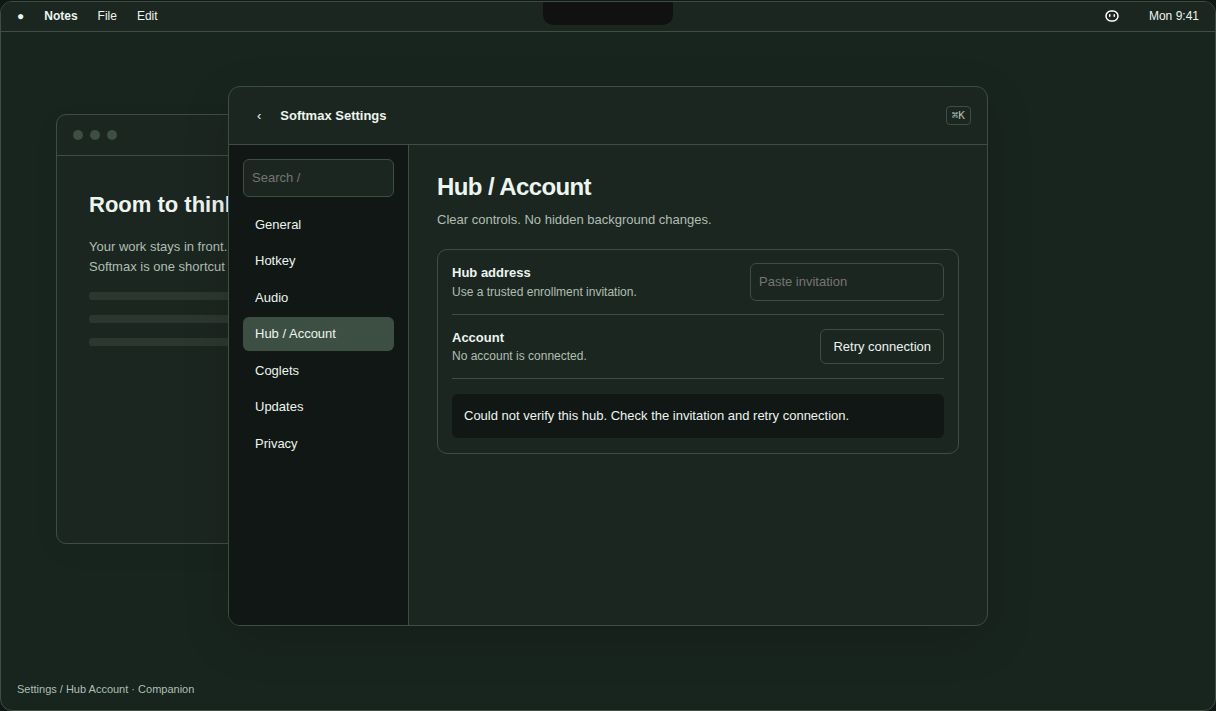 Notes File Edit
Mon 9:41
‹ Softmax Settings
⌘K
Room to think
Your work stays in front.
Softmax is one shortcut
Search /
General
Hotkey
Audio
Hub / Account
Coglets
Updates
Privacy
Hub / Account
Clear controls. No hidden background changes.
Hub address
Use a trusted enrollment invitation.
Paste invitation
Account
No account is connected.
Retry connection
Could not verify this hub. Check the invitation and retry connection.
Settings / Hub Account · Companion